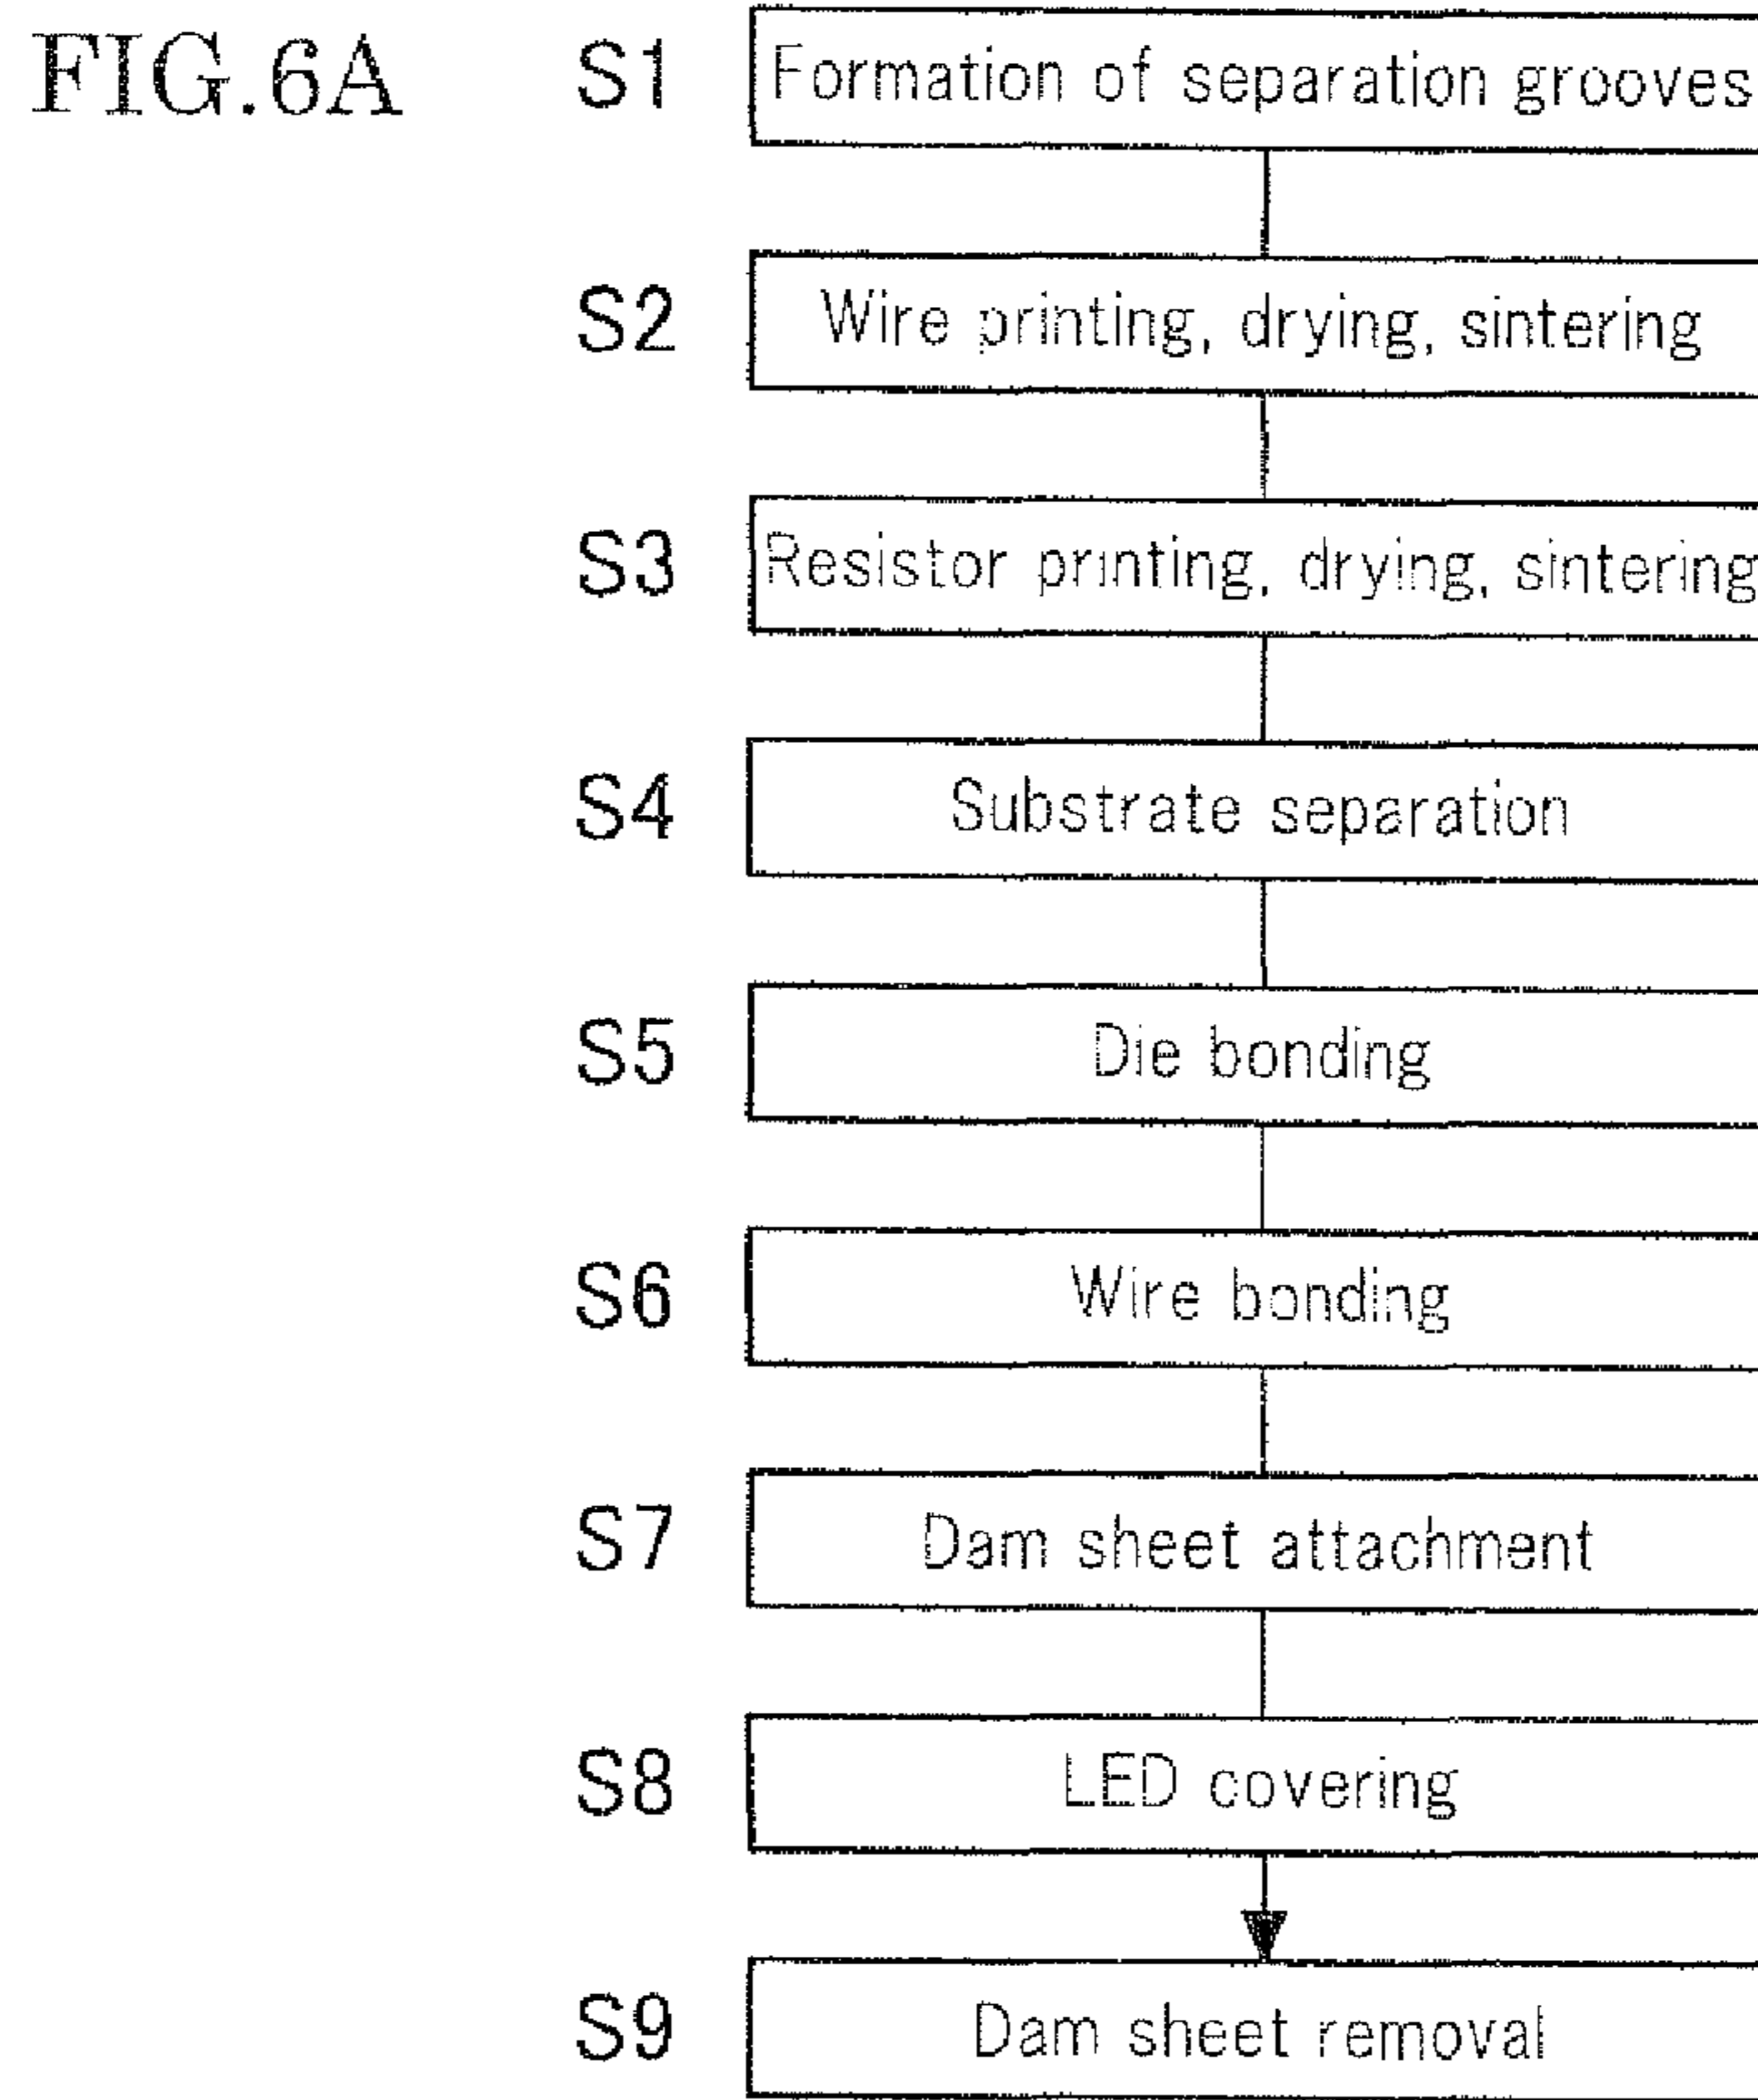 FIG.6A
S1 Formation of separation grooves
S2 Wire printing, drying, sintering
S3 Resistor printing, drying, sintering
S4 Substrate separation
S5 Die bonding
S6 Wire bonding
S7 Dam sheet attachment
S8 LED covering
S9 Dam sheet removal